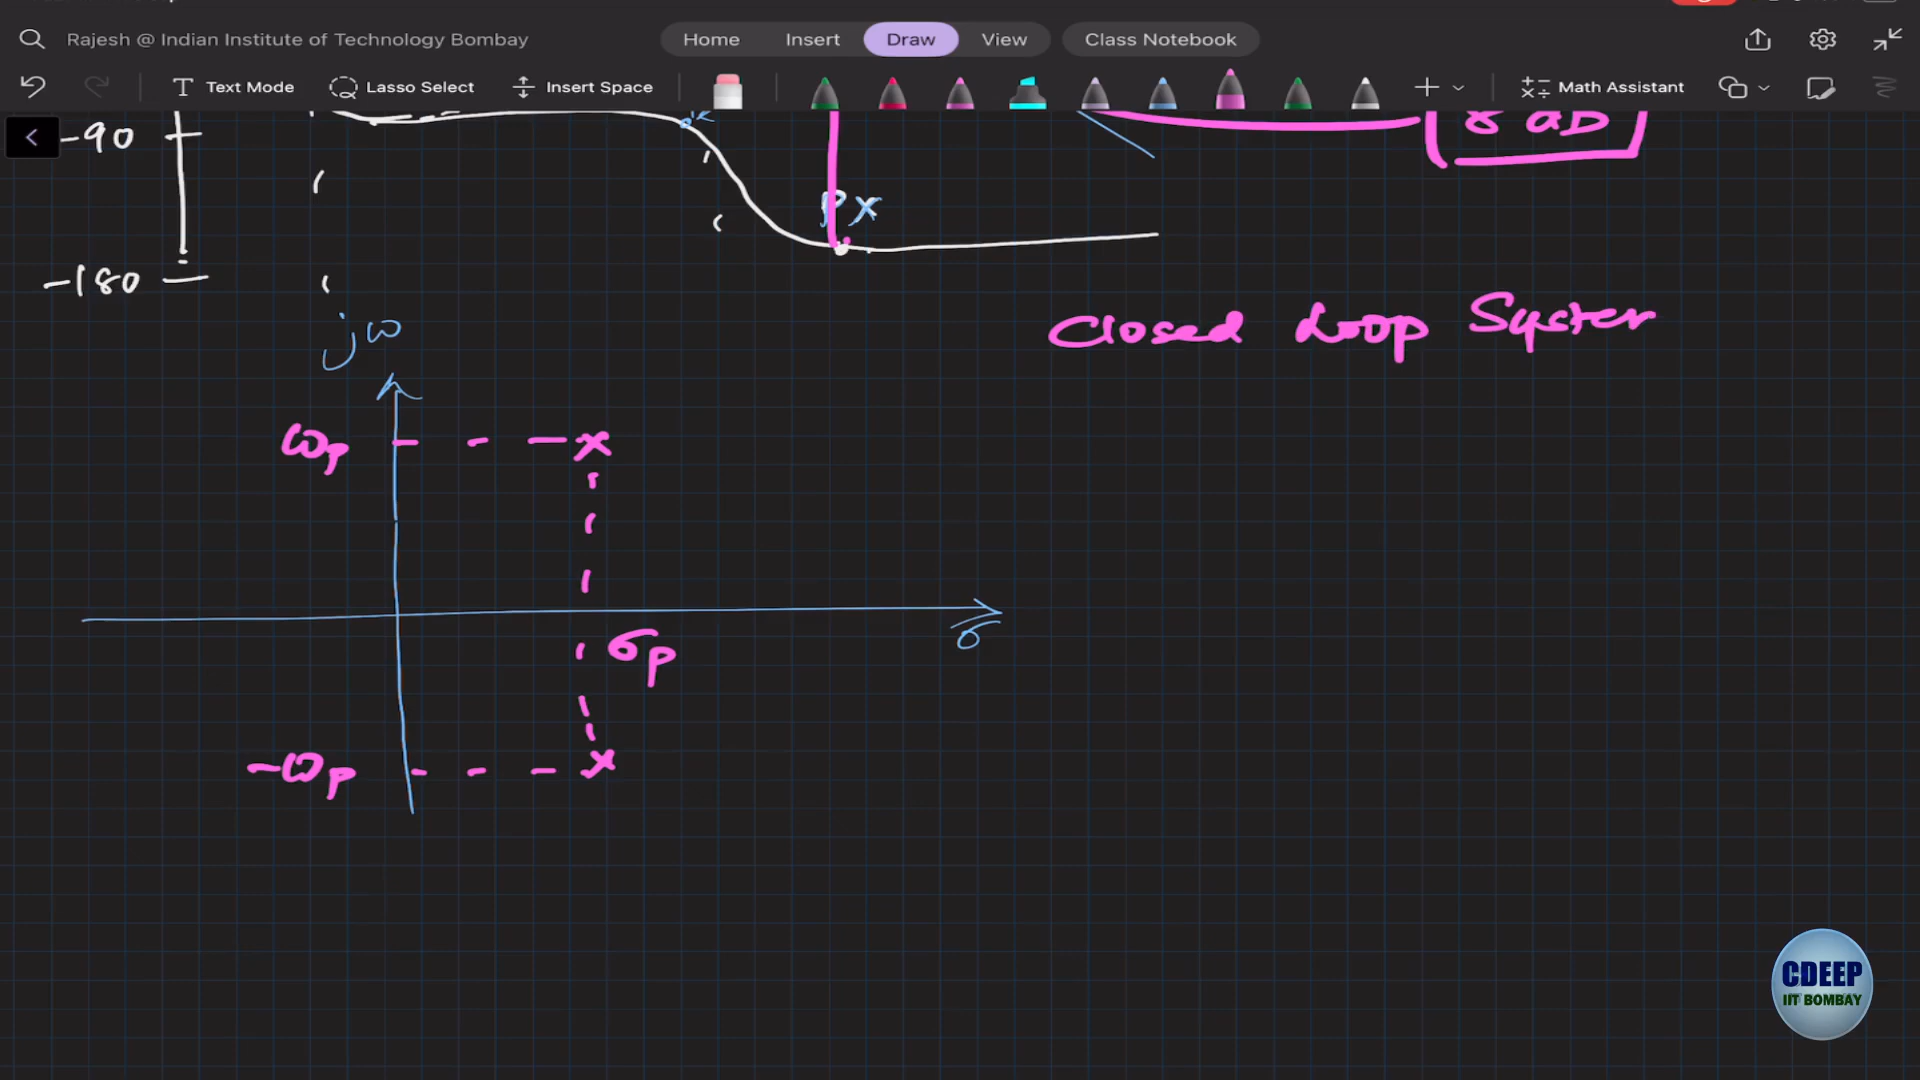 Rajesh @ Indian Institute of Technology Bombay
Home Insert Draw View Class Notebook
Text Mode Lasso Select Insert Space Math Assistant
-90
8 dB
PX
-180
Closed Loop System
jω
ωp
σ
σp
-ωp
CDEEP
IIT BOMBAY